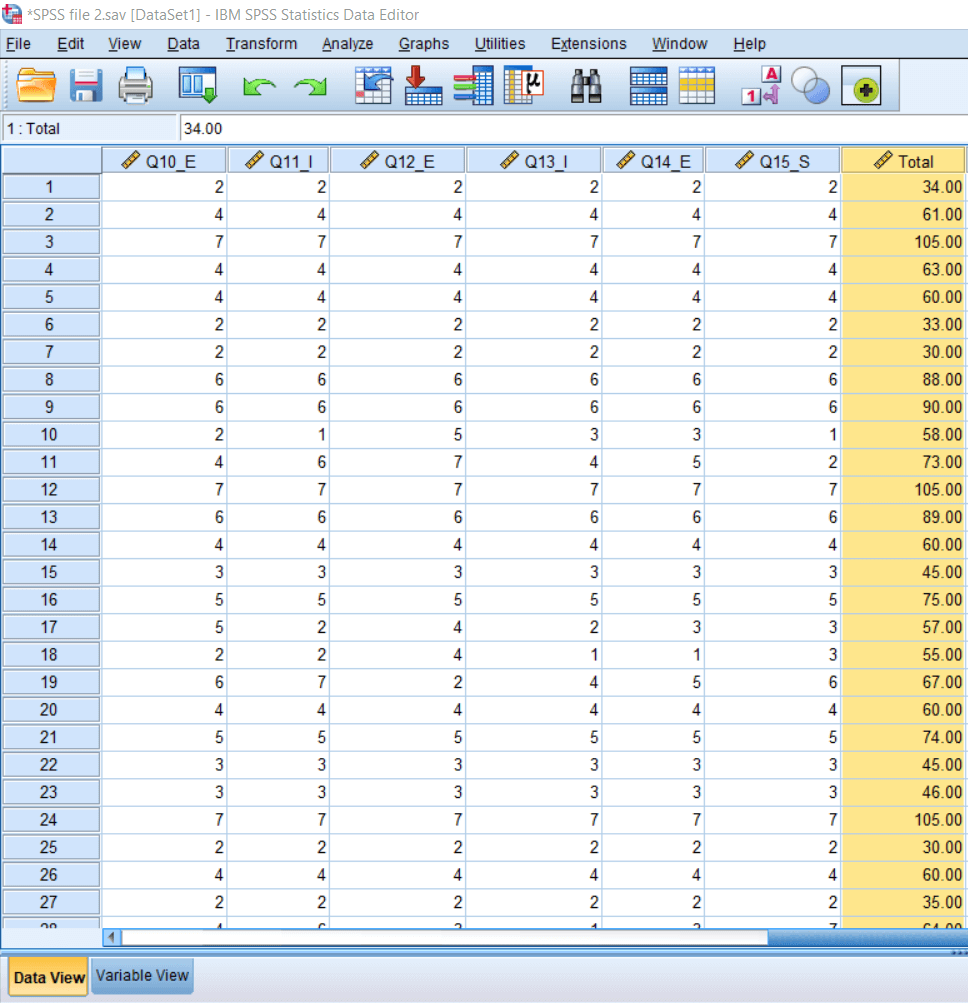 *SPSS file 2.sav [DataSet1] - IBM SPSS Statistics Data Editor
File Edit View Data Transform Analyze Graphs Utilities Extensions Window Help
μ A 1
1 : Total 34.00
Q10_E Q11_I Q12_E Q13_I Q14_E Q15_S Total
1 2 2 2 2 2 2 34.00
2 4 4 4 4 4 4 61.00
3 7 7 7 7 7 7 105.00
4 4 4 4 4 4 4 63.00
5 4 4 4 4 4 4 60.00
6 2 2 2 2 2 2 33.00
7 2 2 2 2 2 2 30.00
8 6 6 6 6 6 6 88.00
9 6 6 6 6 6 6 90.00
10 2 1 5 3 3 1 58.00
11 4 6 7 4 5 2 73.00
12 7 7 7 7 7 7 105.00
13 6 6 6 6 6 6 89.00
14 4 4 4 4 4 4 60.00
15 3 3 3 3 3 3 45.00
16 5 5 5 5 5 5 75.00
17 5 2 4 2 3 3 57.00
18 2 2 4 1 1 3 55.00
19 6 7 2 4 5 6 67.00
20 4 4 4 4 4 4 60.00
21 5 5 5 5 5 5 74.00
22 3 3 3 3 3 3 45.00
23 3 3 3 3 3 3 46.00
24 7 7 7 7 7 7 105.00
25 2 2 2 2 2 2 30.00
26 4 4 4 4 4 4 60.00
27 2 2 2 2 2 2 35.00
Data View Variable View